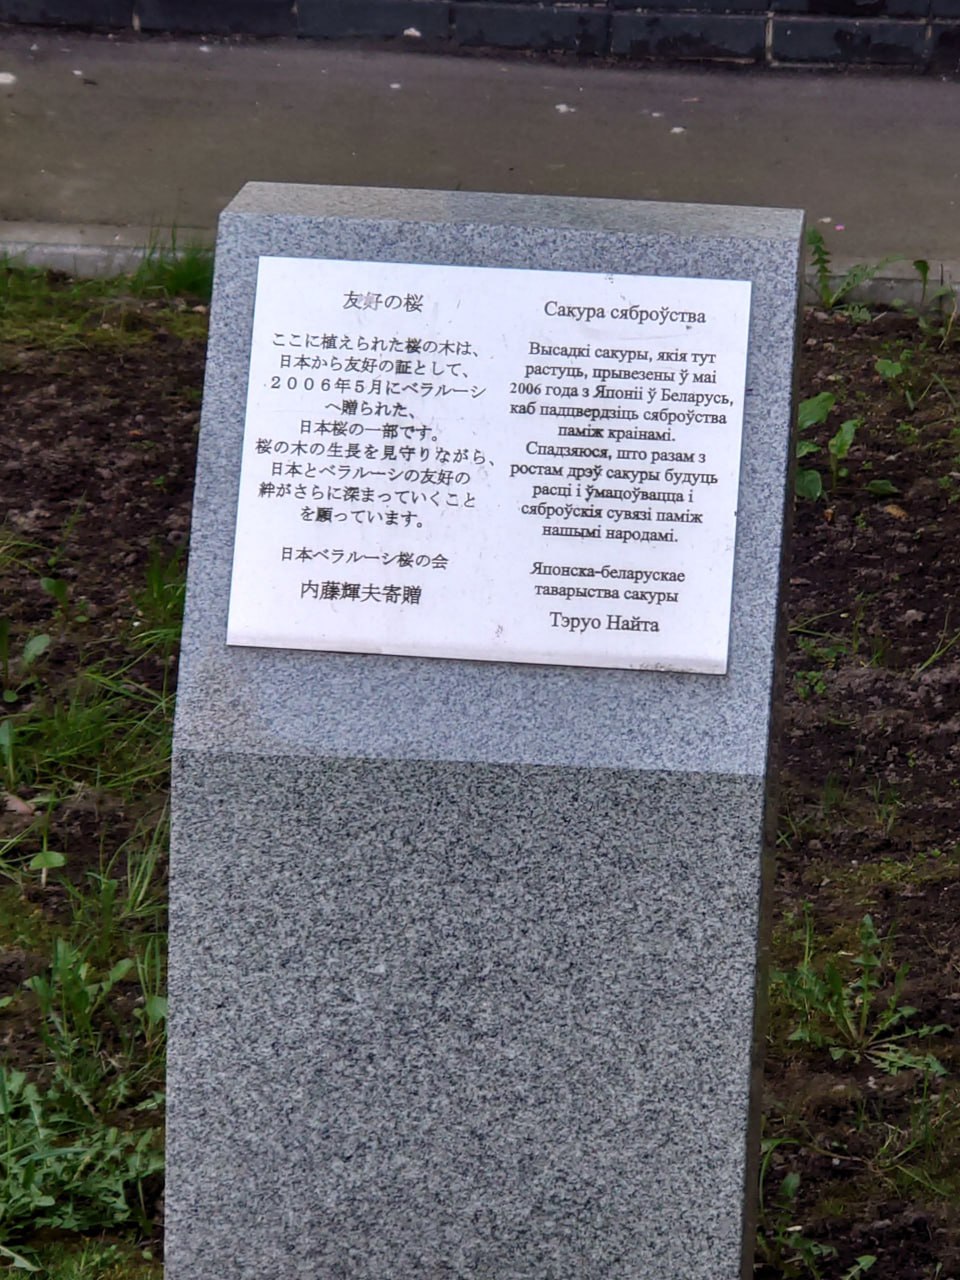 友好の桜
ここに植えられた桜の木は、
日本から友好の証として、
２００６年５月にベラルーシ
へ贈られた、
日本桜の一部です。
桜の木の生長を見守りながら、
日本とベラルーシの友好の
絆がさらに深まっていくこと
を願っています。
日本ベラルーシ桜の会
内藤輝夫寄贈
Сакура сяброўства
Высадкі сакуры, якія тут
растуць, прывезены ў маі
2006 года з Японіі ў Беларусь,
каб падцвердзіць сяброўства
паміж краінамі.
Спадзяюся, што разам з
ростам дрэў сакуры будуць
расці і ўмацоўвацца і
сяброўскія сувязі паміж
нашымі народамі.
Японска-беларускае
таварыства сакуры
Тэруо Найта